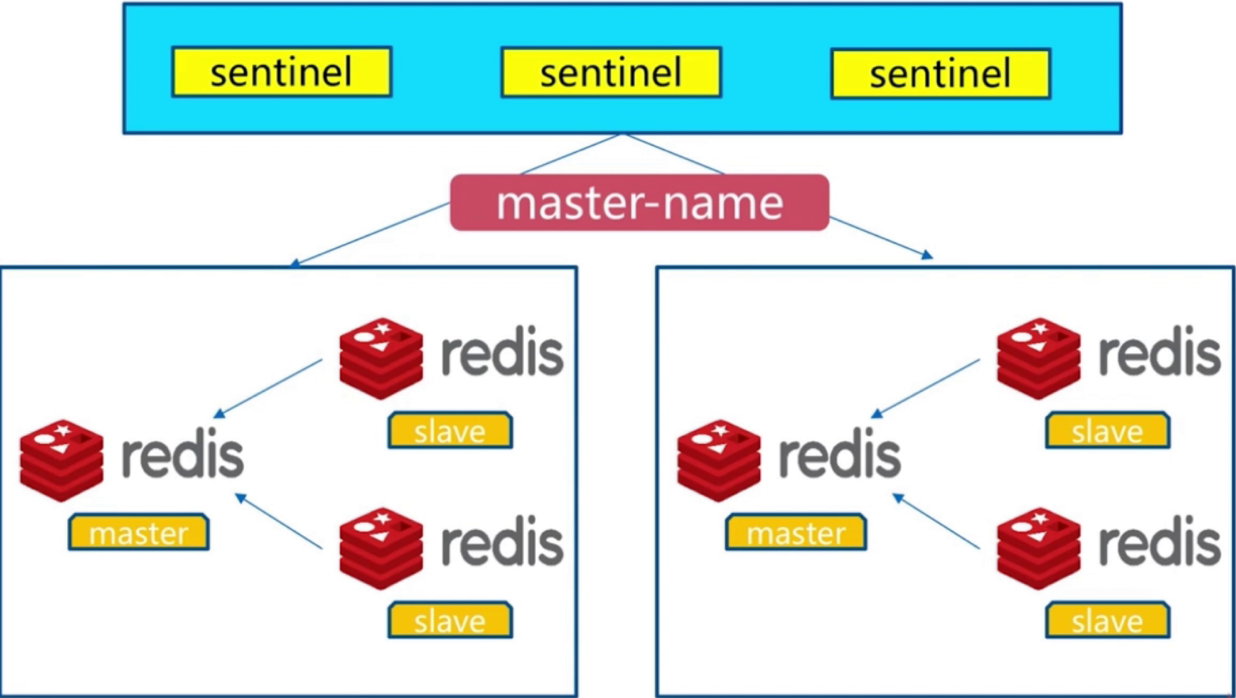 sentinel sentinel sentinel
master-name
redis redis
slave slave
redis redis
master master
redis redis
slave slave